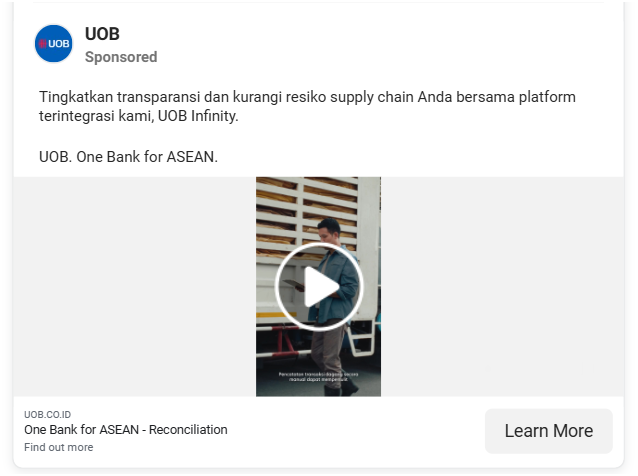 UOB
UOB
Sponsored
Tingkatkan transparansi dan kurangi resiko supply chain Anda bersama platform
terintegrasi kami, UOB Infinity.
UOB. One Bank for ASEAN.
Pencatatan transaksi dagang secara
manual dapat memperumit
UOB.CO.ID
One Bank for ASEAN - Reconciliation
Find out more
Learn More